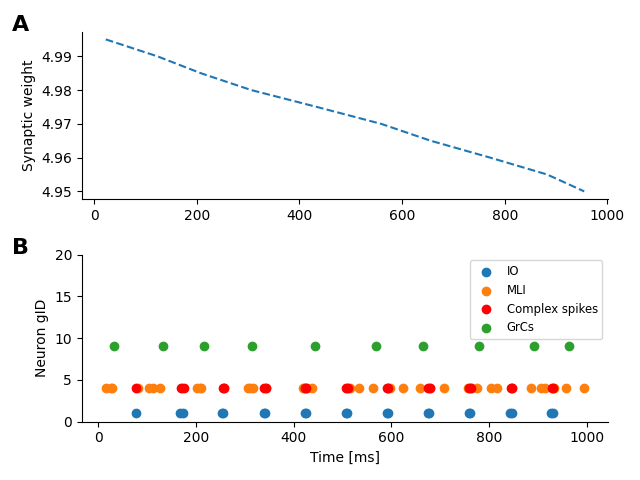 A
Synaptic weight
4.99
4.98
4.97
4.96
4.95
0 200 400 600 800 1000
B
Neuron gID
20
15
10
5
0
IO
MLI
Complex spikes
GrCs
0 200 400 600 800 1000
Time [ms]